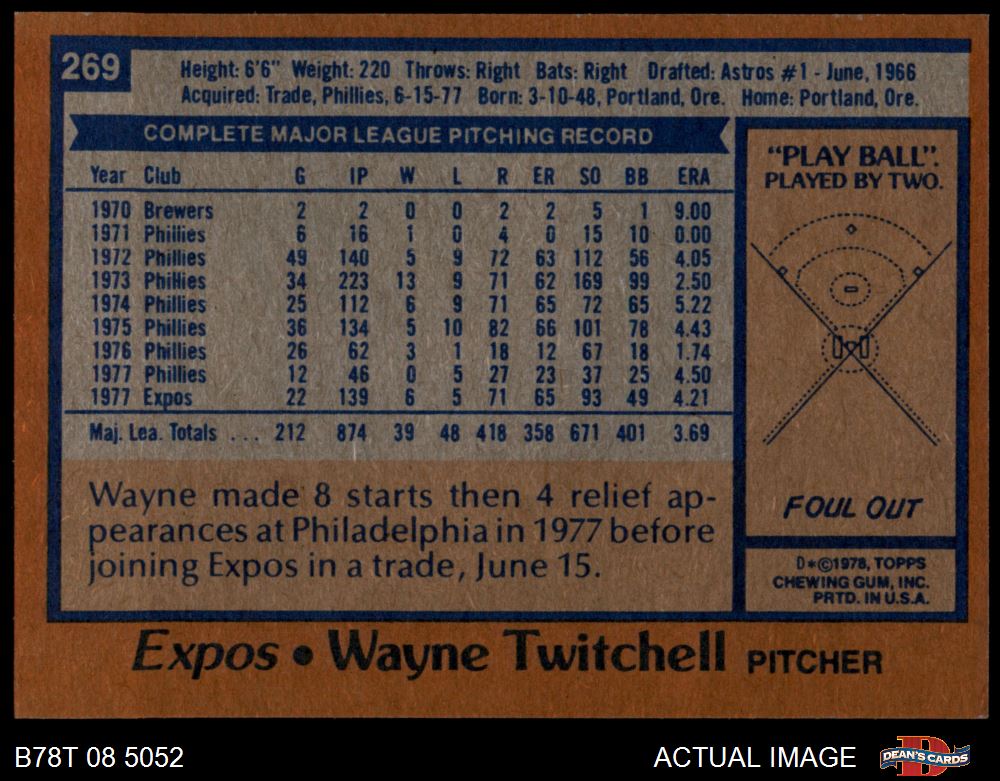 269
Height: 6'6" Weight: 220 Throws: Right Bats: Right Drafted: Astros #1 - June, 1966
Acquired: Trade, Phillies, 6-15-77 Born: 3-10-48, Portland, Ore. Home: Portland, Ore.
COMPLETE MAJOR LEAGUE PITCHING RECORD
Year Club G IP W L R ER SO BB ERA
1970 Brewers 2 2 0 0 2 2 5 1 9.00
1971 Phillies 6 16 1 0 4 0 15 10 0.00
1972 Phillies 49 140 5 9 72 63 112 56 4.05
1973 Phillies 34 223 13 9 71 62 169 99 2.50
1974 Phillies 25 112 6 9 71 65 72 65 5.22
1975 Phillies 36 134 5 10 82 66 101 78 4.43
1976 Phillies 26 62 3 1 18 12 67 18 1.74
1977 Phillies 12 46 0 5 27 23 37 25 4.50
1977 Expos 22 139 6 5 71 65 93 49 4.21
Maj. Lea. Totals ... 212 874 39 48 418 358 671 401 3.69
Wayne made 8 starts then 4 relief ap-
pearances at Philadelphia in 1977 before
joining Expos in a trade, June 15.
"PLAY BALL".
PLAYED BY TWO.
FOUL OUT
D*©1978, TOPPS
CHEWING GUM, INC.
PRTD. IN U.S.A.
Expos • Wayne Twitchell PITCHER
B78T 08 5052
ACTUAL IMAGE
D
DEAN'S CARDS